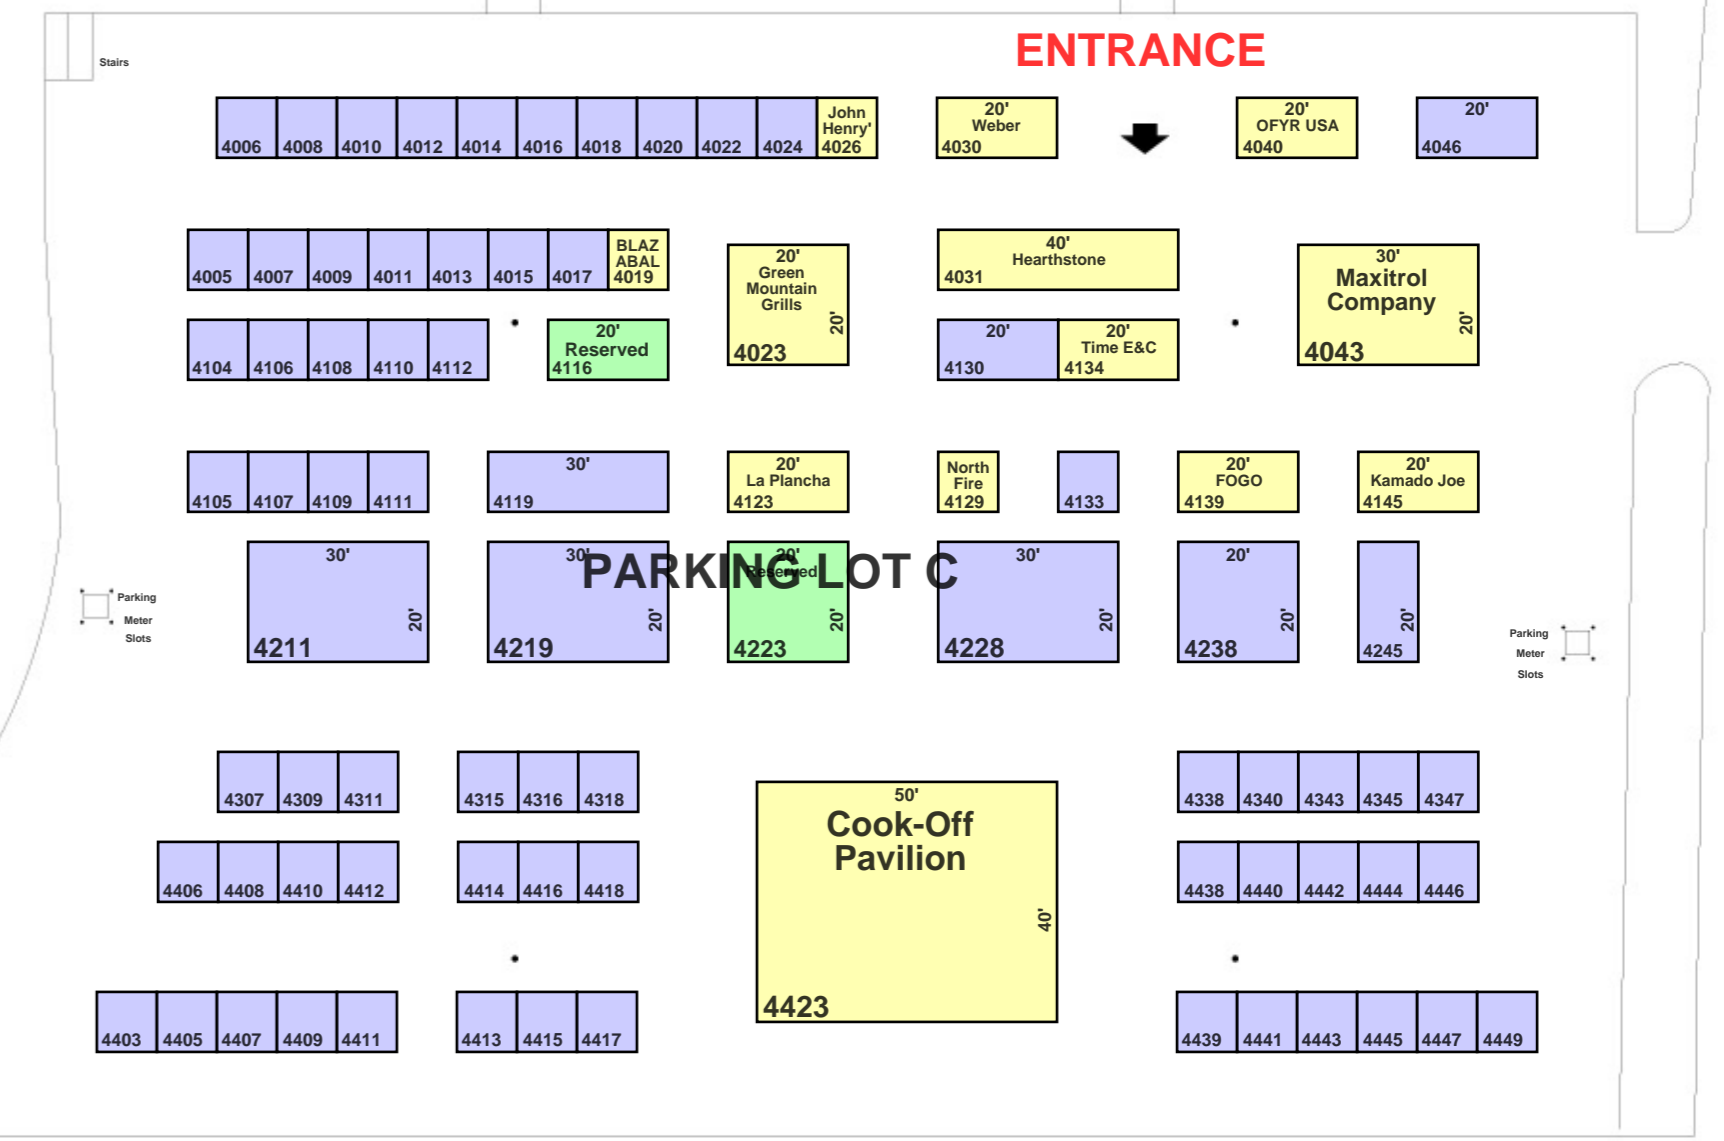 ENTRANCE
Stairs
4006 4008 4010 4012 4014 4016 4018 4020 4022 4024
John
Henry'
4026
20'
Weber
4030
20'
OFYR USA
4040
20'
4046
4005 4007 4009 4011 4013 4015 4017
BLAZ
ABAL
4019
20'
Green
Mountain
Grills
20'
4023
40'
Hearthstone
4031
30'
Maxitrol
Company
20'
4043
4104 4106 4108 4110 4112
20'
Reserved
4116
20'
4130
20'
Time E&C
4134
4105 4107 4109 4111
30'
4119
20'
La Plancha
4123
North
Fire
4129
4133
20'
FOGO
4139
20'
Kamado Joe
4145
PARKING LOT C
30'
20'
4211
30'
20'
4219
20'
Reserved
20'
4223
30'
20'
4228
20'
4238
20'
4245
Parking
Meter
Slots
Parking
Meter
Slots
4307 4309 4311
4315 4316 4318
4338 4340 4343 4345 4347
4406 4408 4410 4412
4414 4416 4418
4438 4440 4442 4444 4446
50'
Cook-Off
Pavilion
40'
4423
4403 4405 4407 4409 4411
4413 4415 4417
4439 4441 4443 4445 4447 4449